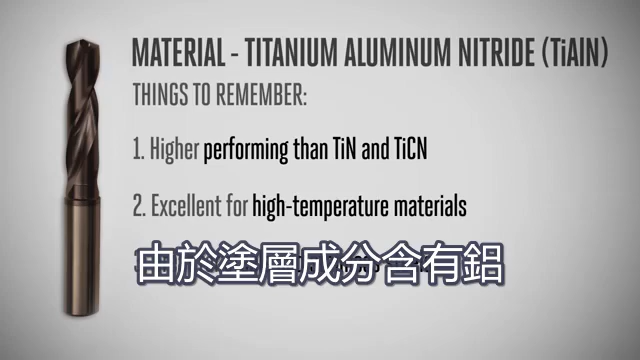 MATERIAL - TITANIUM ALUMINUM NITRIDE (TiAlN)
THINGS TO REMEMBER:
1. Higher performing than TiN and TiCN
2. Excellent for high-temperature materials
由於塗層成分含有鋁